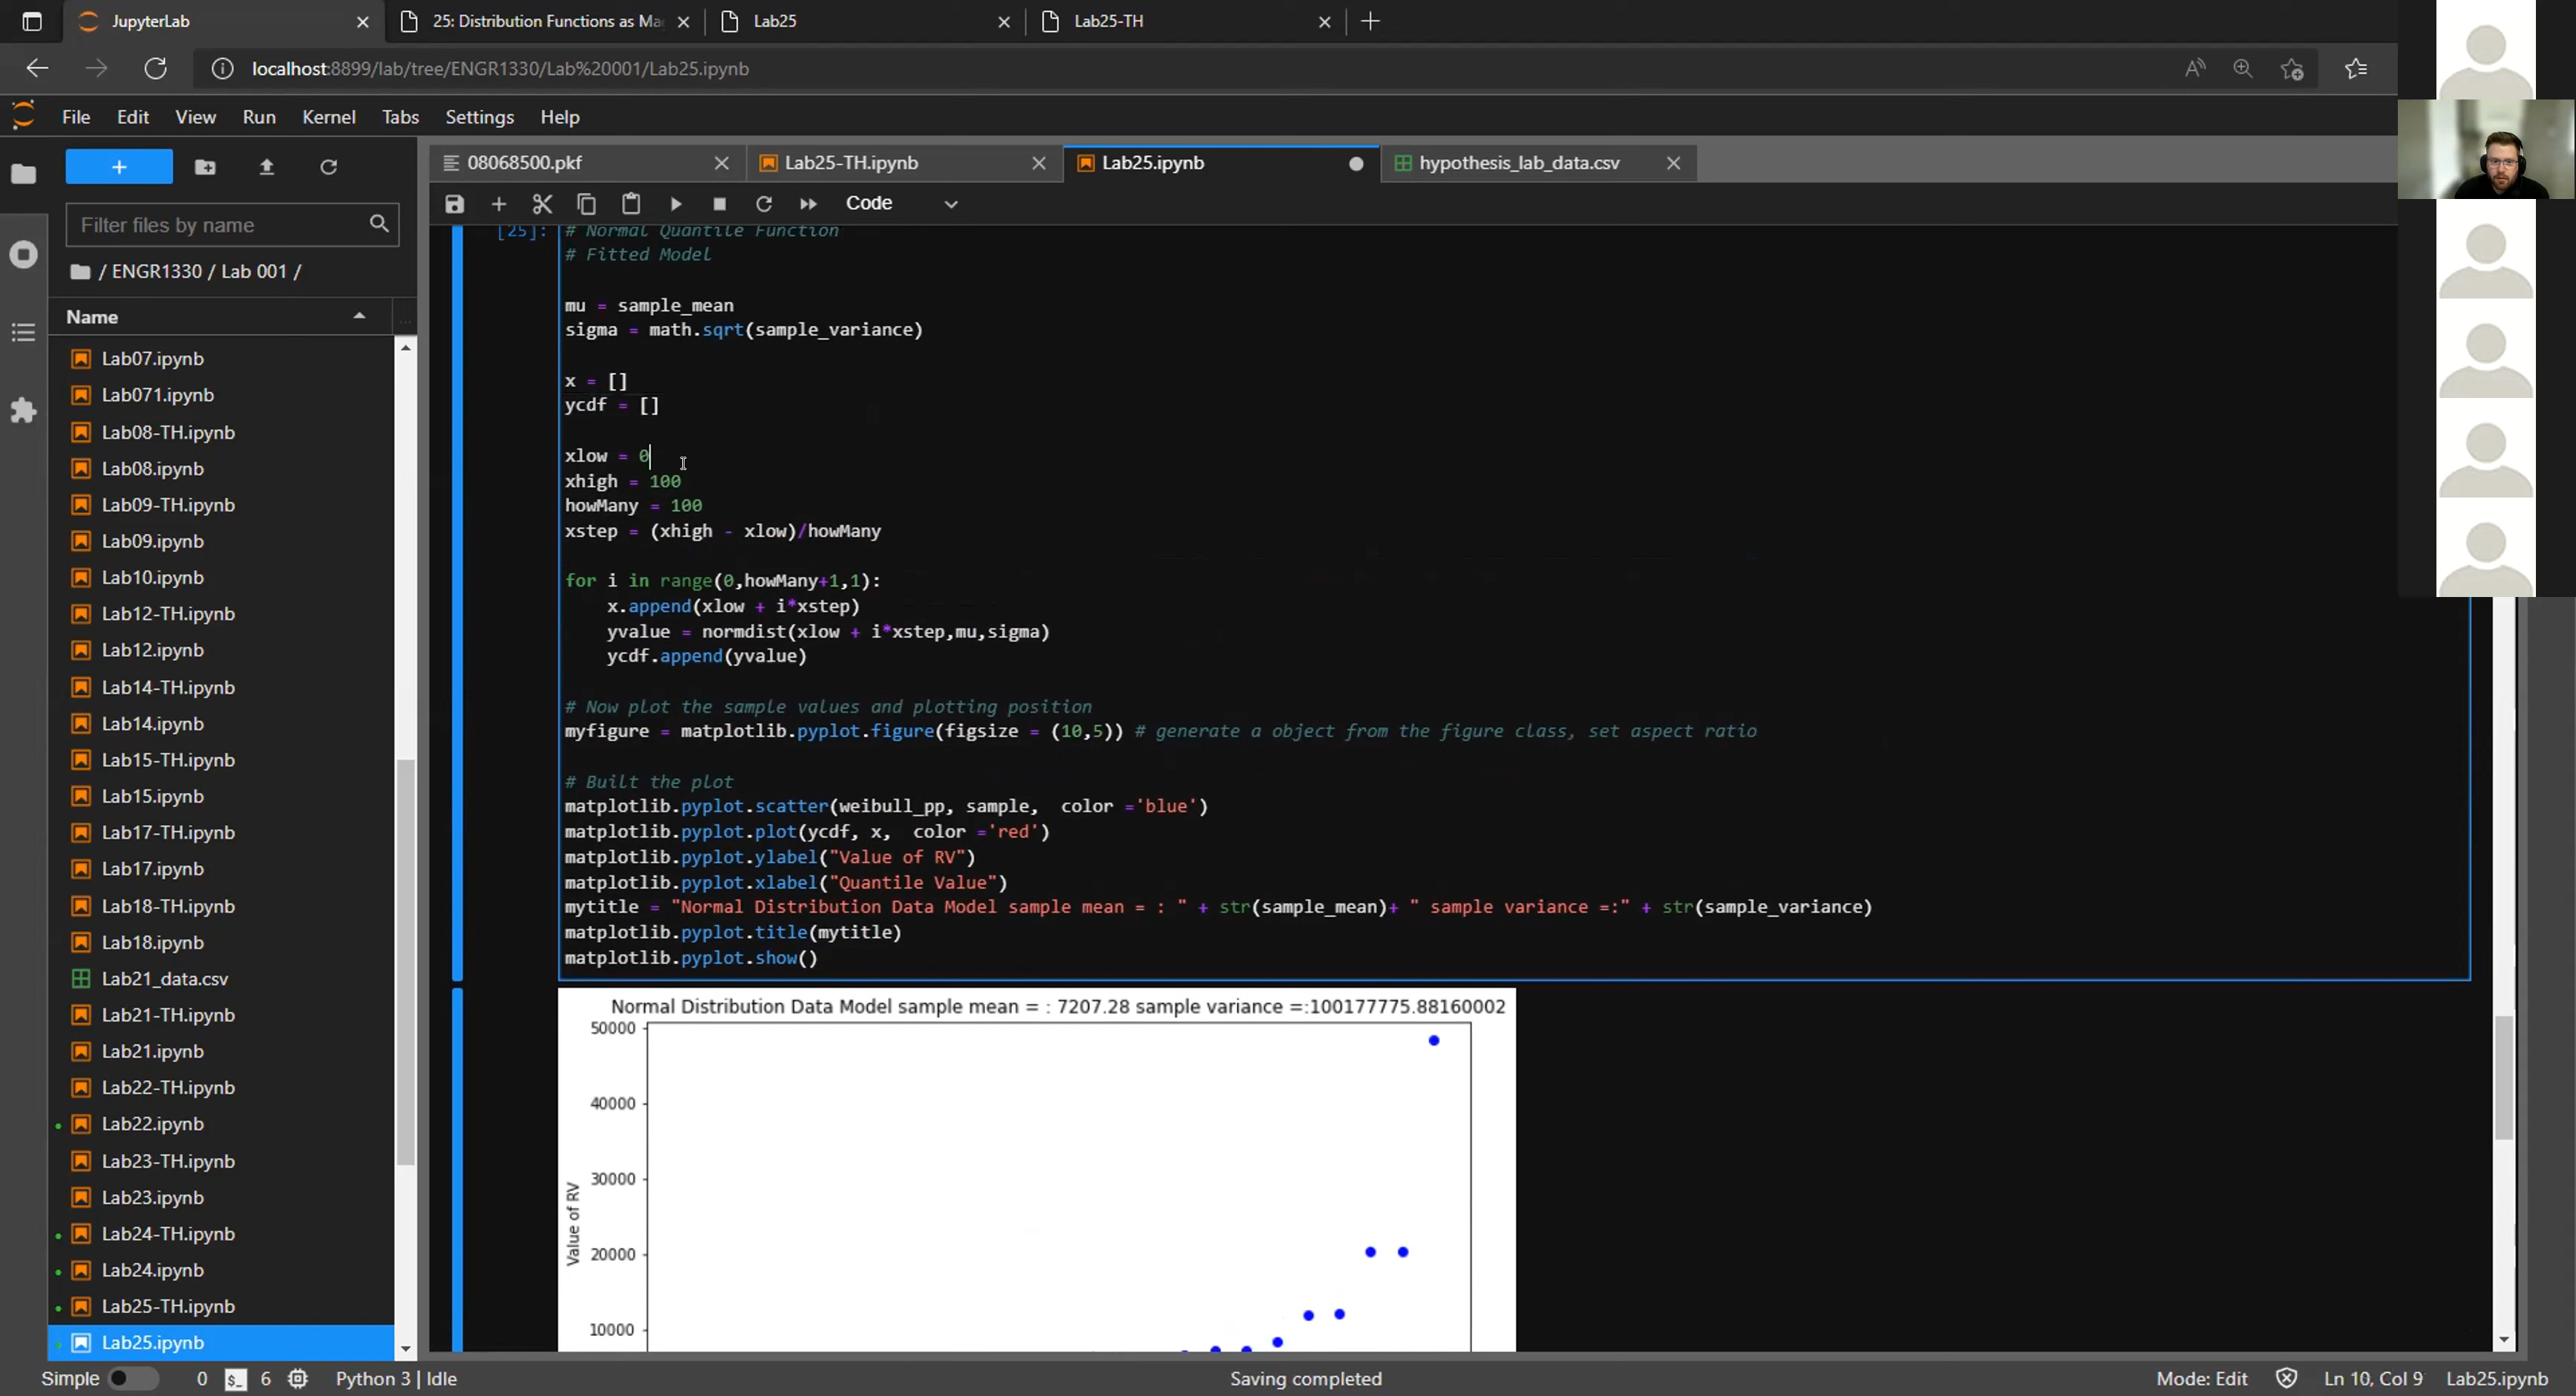 JupyterLab
25: Distribution Functions as Ma
Lab25
Lab25-TH
localhost:8899/lab/tree/ENGR1330/Lab%20001/Lab25.ipynb
File Edit View Run Kernel Tabs Settings Help
08068500.pkf
Lab25-TH.ipynb
Lab25.ipynb
hypothesis_lab_data.csv
Code
Filter files by name
/ ENGR1330 / Lab 001 /
Name
Lab07.ipynb
Lab071.ipynb
Lab08-TH.ipynb
Lab08.ipynb
Lab09-TH.ipynb
Lab09.ipynb
Lab10.ipynb
Lab12-TH.ipynb
Lab12.ipynb
Lab14-TH.ipynb
Lab14.ipynb
Lab15-TH.ipynb
Lab15.ipynb
Lab17-TH.ipynb
Lab17.ipynb
Lab18-TH.ipynb
Lab18.ipynb
Lab21_data.csv
Lab21-TH.ipynb
Lab21.ipynb
Lab22-TH.ipynb
Lab22.ipynb
Lab23-TH.ipynb
Lab23.ipynb
Lab24-TH.ipynb
Lab24.ipynb
Lab25-TH.ipynb
Lab25.ipynb
[25]: # Normal Quantile Function
# Fitted Model
mu = sample_mean
sigma = math.sqrt(sample_variance)
x = []
ycdf = []
xlow = 0
xhigh = 100
howMany = 100
xstep = (xhigh - xlow)/howMany
for i in range(0,howMany+1,1):
x.append(xlow + i*xstep)
yvalue = normdist(xlow + i*xstep,mu,sigma)
ycdf.append(yvalue)
# Now plot the sample values and plotting position
myfigure = matplotlib.pyplot.figure(figsize = (10,5)) # generate a object from the figure class, set aspect ratio
# Built the plot
matplotlib.pyplot.scatter(weibull_pp, sample,  color ='blue')
matplotlib.pyplot.plot(ycdf, x,  color ='red')
matplotlib.pyplot.ylabel("Value of RV")
matplotlib.pyplot.xlabel("Quantile Value")
mytitle = "Normal Distribution Data Model sample mean = : " + str(sample_mean)+ " sample variance =:" + str(sample_variance)
matplotlib.pyplot.title(mytitle)
matplotlib.pyplot.show()
Normal Distribution Data Model sample mean = : 7207.28 sample variance =:100177775.88160002
50000
40000
30000
20000
10000
Value of RV
Simple 0 $_ 6 Python 3 | Idle
Saving completed
Mode: Edit Ln 10, Col 9 Lab25.ipynb